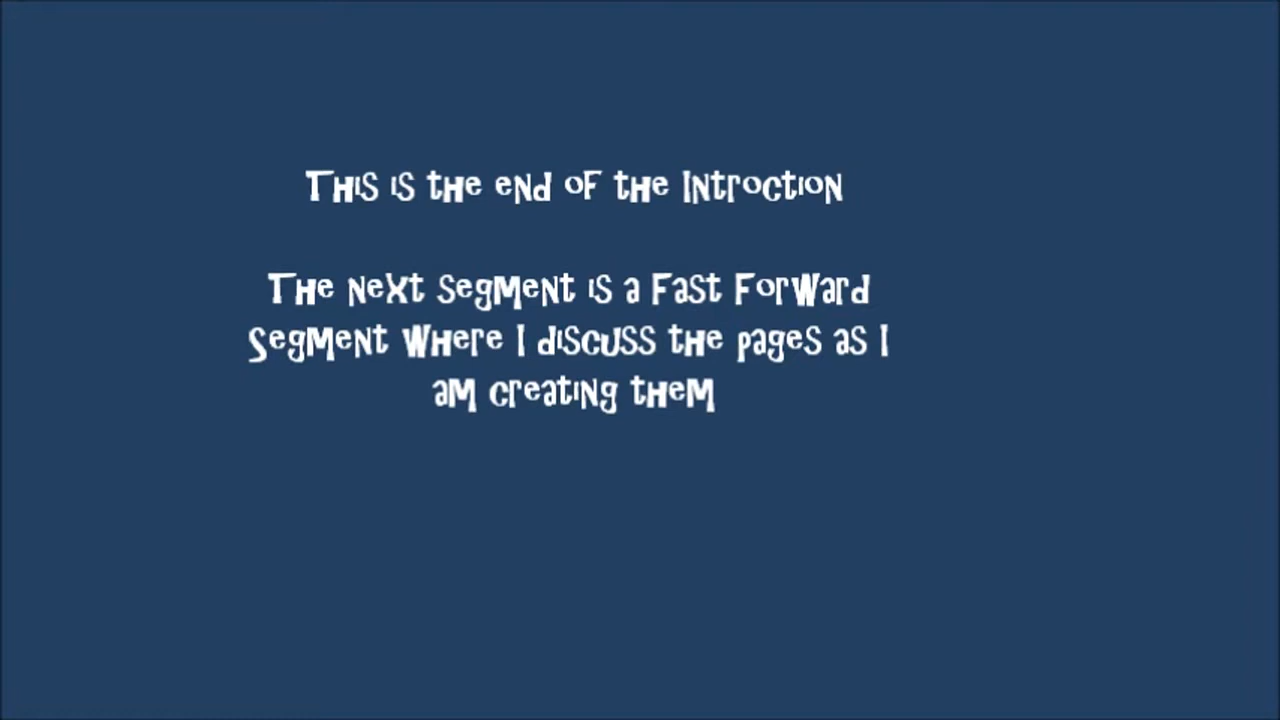 This is the end of the Introction
The next segment is a Fast Forward
Segment Where I discuss the pages as I
am creating them